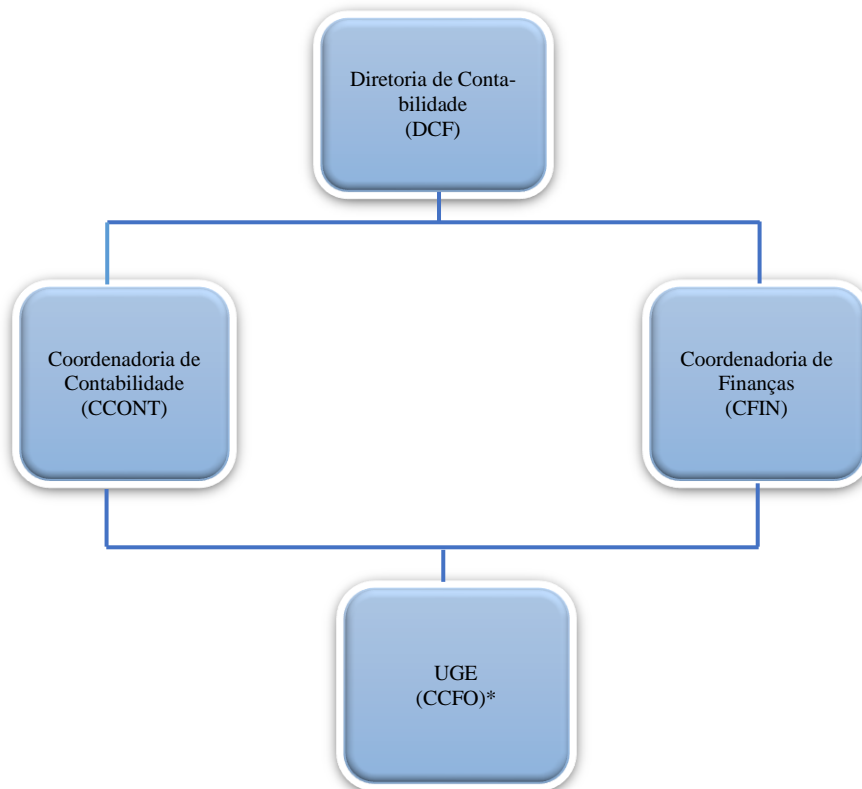 Diretoria de Conta-
bilidade
(DCF)
Coordenadoria de
Contabilidade
(CCONT)
Coordenadoria de
Finanças
(CFIN)
UGE
(CCFO)*